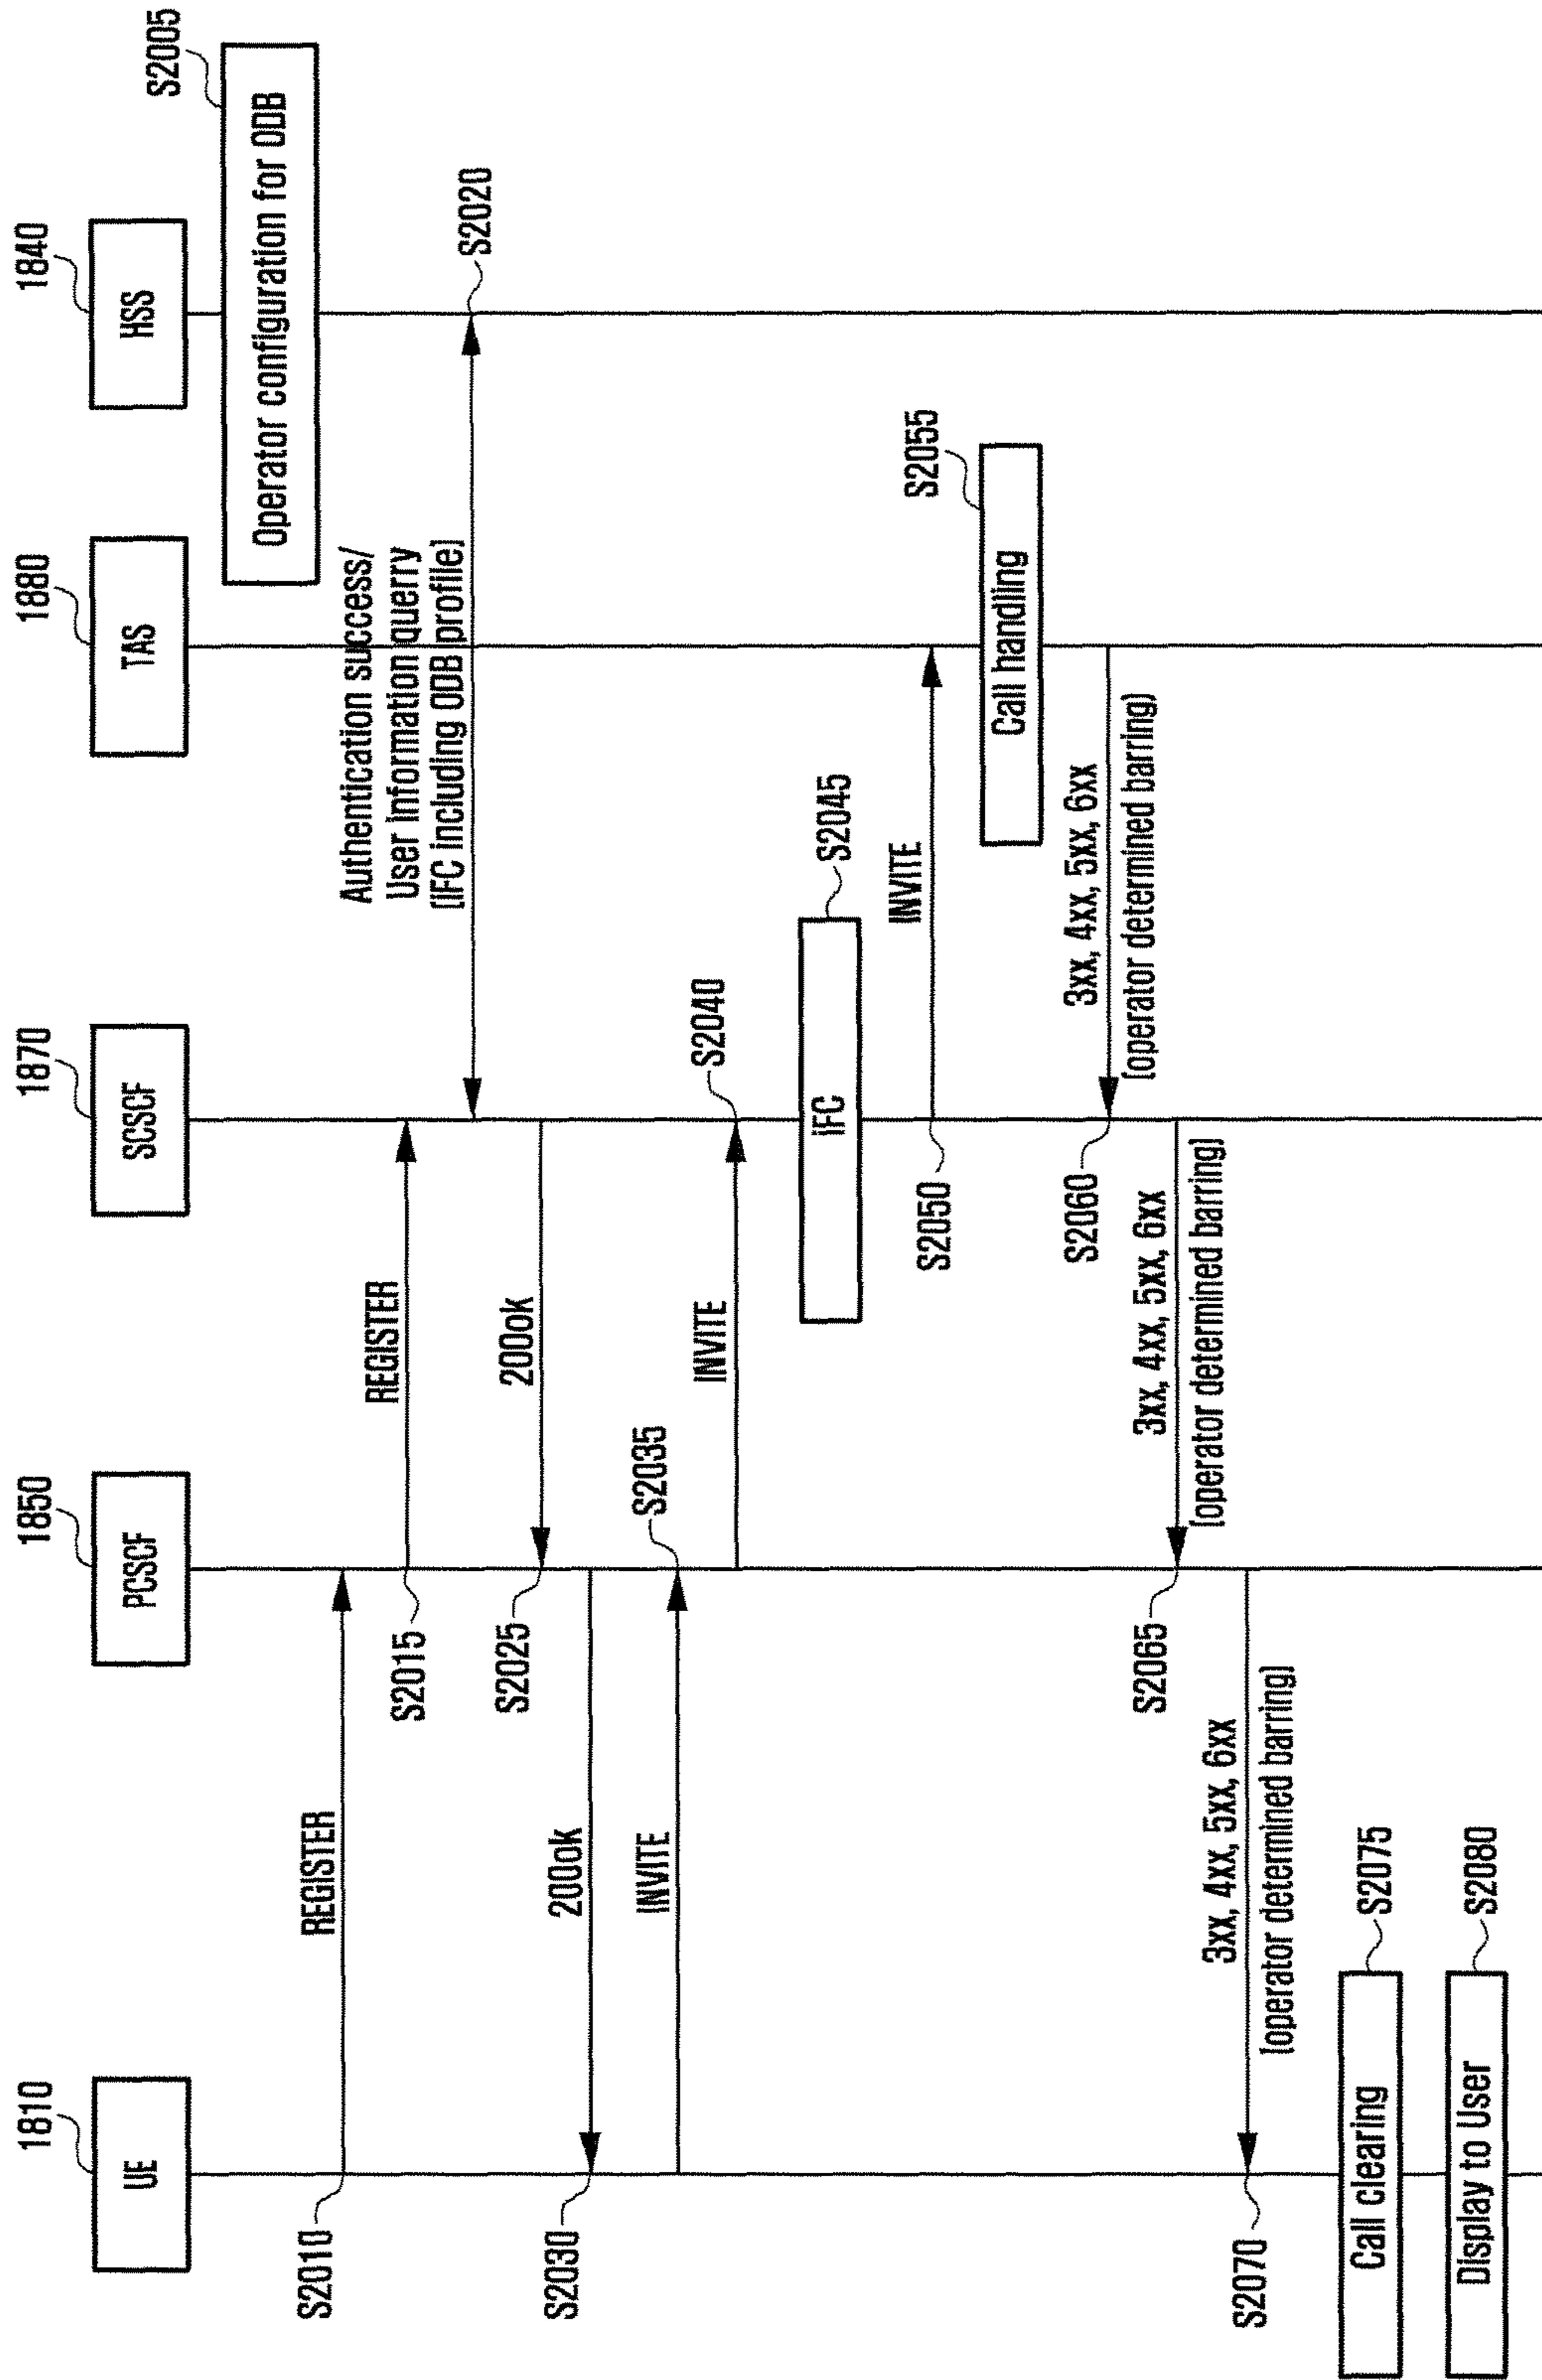 1810
1850
1870
1880
1840
UE
PCSCF
SCSCF
TAS
HSS
S2005
Operator configuration for ODB
S2010
REGISTER
S2015
REGISTER
Authentication success/
User information querry
(iFC including ODB profile)
S2020
S2025
200ok
S2030
200ok
INVITE
S2035
INVITE
S2040
iFC
S2045
S2050
INVITE
Call handling
S2055
S2060
3xx, 4xx, 5xx, 6xx
(operator determined barring)
S2065
3xx, 4xx, 5xx, 6xx
(operator determined barring)
S2070
3xx, 4xx, 5xx, 6xx
(operator determined barring)
Call clearing
S2075
Display to User
S2080